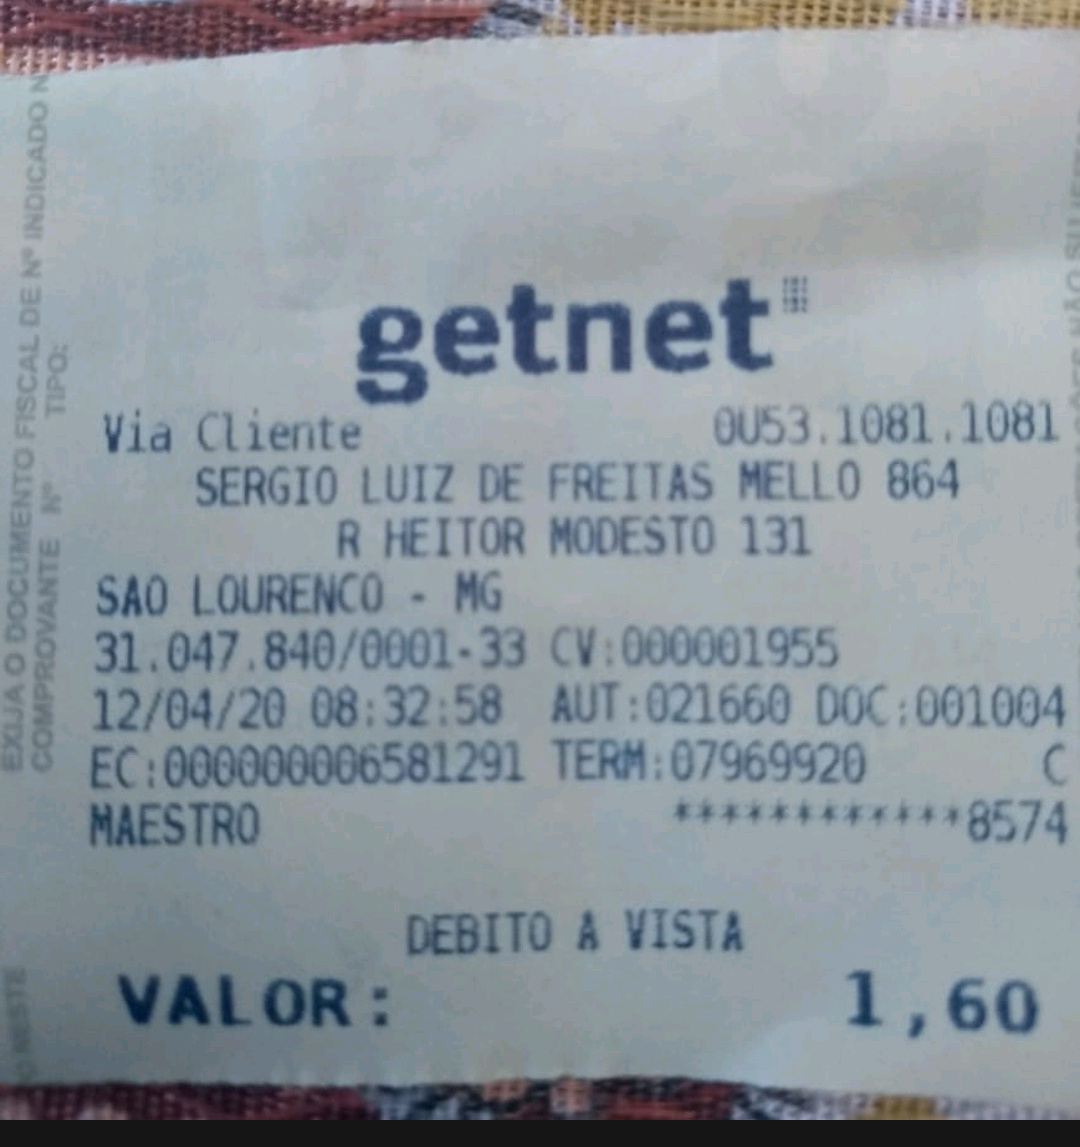 getnet
Via Cliente 0U53.1081.1081
SERGIO LUIZ DE FREITAS MELLO 864
R HEITOR MODESTO 131
SAO LOURENCO - MG
31.047.840/0001-33 CV:000001955
12/04/20 08:32:58 AUT:021660 DOC:001004
EC:000000006581291 TERM:07969920 C
MAESTRO ************8574
DEBITO A VISTA
VALOR: 1,60
EXIJA O DOCUMENTO FISCAL DE Nº INDICADO N
COMPROVANTE Nº TIPO:
NESTE